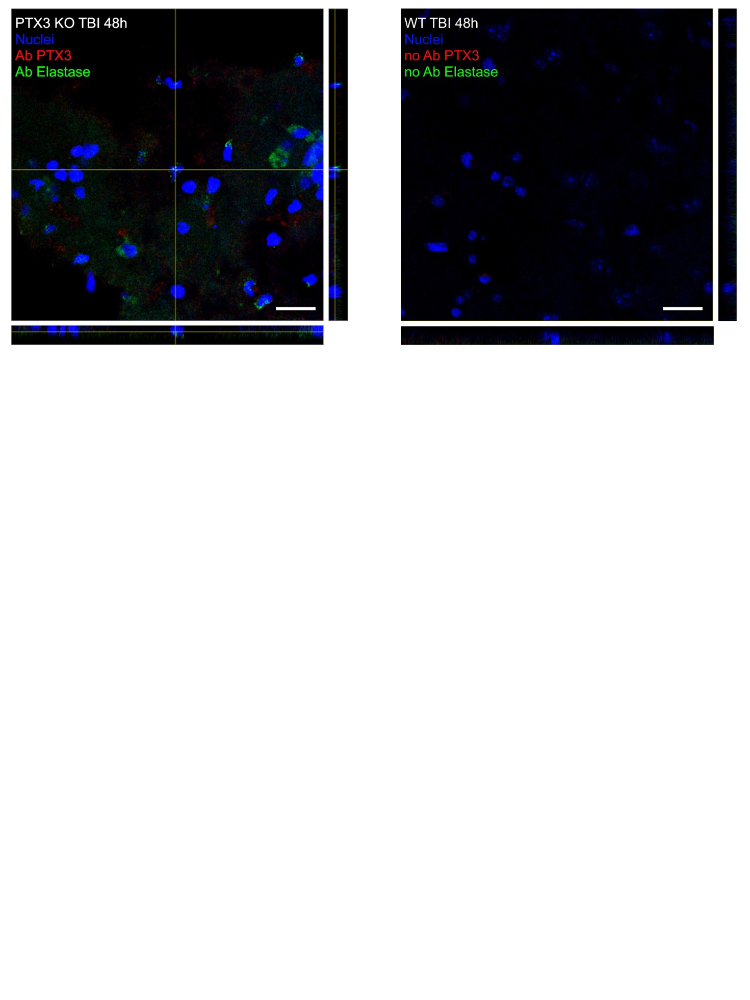 PTX3 KO TBI 48h
Nuclei
Ab PTX3
Ab Elastase
WT TBI 48h
Nuclei
no Ab PTX3
no Ab Elastase